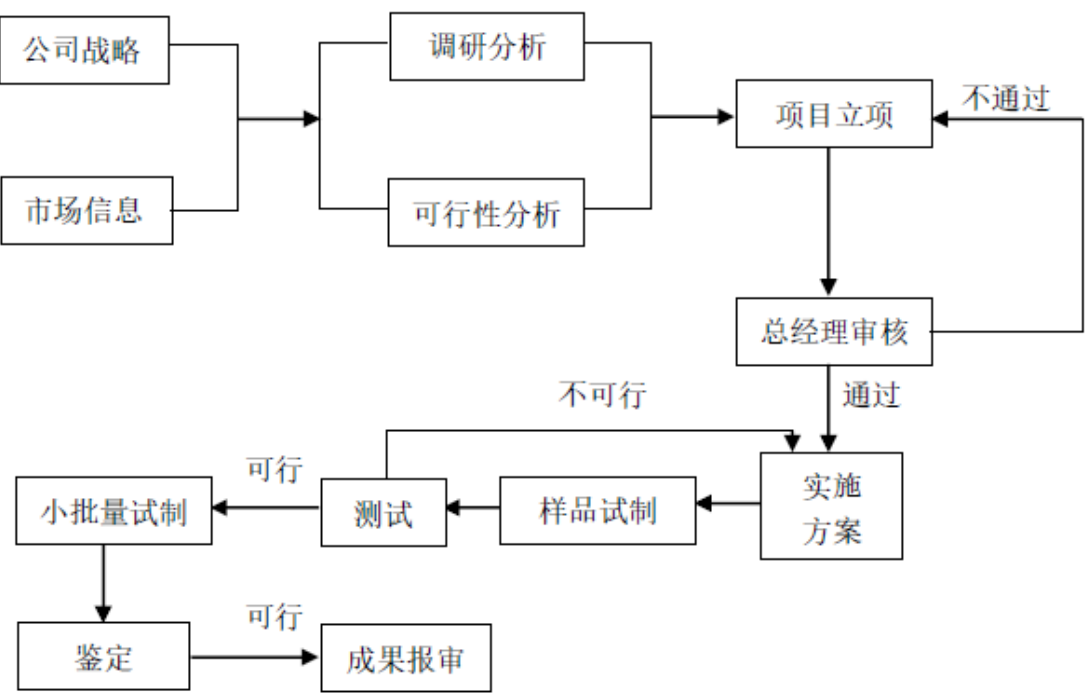 公司战略
调研分析
不通过
项目立项
市场信息
可行性分析
总经理审核
不可行
通过
可行
实施
方案
小批量试制
测试
样品试制
可行
鉴定
成果报审